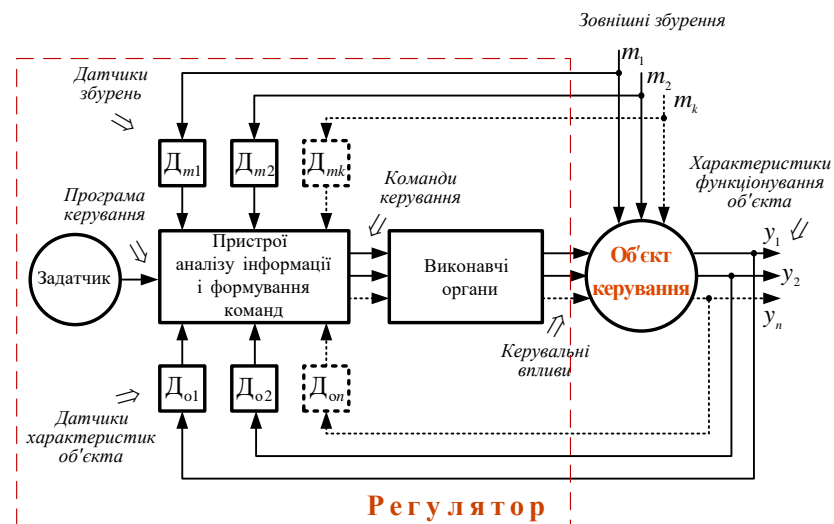 Зовнішні збурення
m1
m2
mk
Датчики
збурень
Дm1
Дm2
Дmk
Характеристики
функціонування
об'єкта
Програма
керування
Команди
керування
Задатчик
Пристрої
аналізу інформації
і формування
команд
Виконавчі
органи
Об'єкт
керування
y1
y2
yn
Керувальні
впливи
До1
До2
Доn
Датчики
характеристик
об'єкта
Регулятор